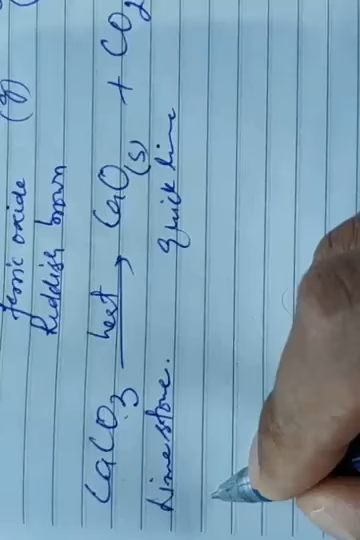 ferric oxide (g)
Reddish brown
CaCO3 heat → CaO(s) + CO2
Limestone. quick lime